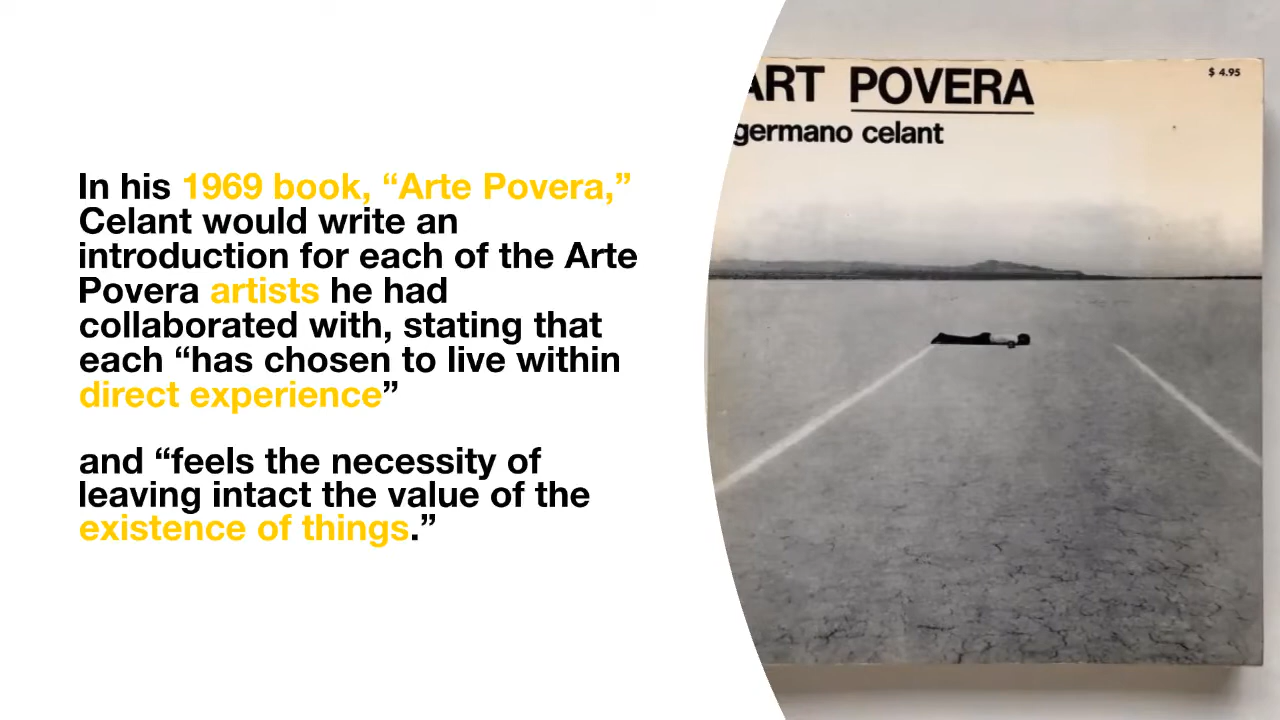 In his 1969 book, “Arte Povera,”
Celant would write an
introduction for each of the Arte
Povera artists he had
collaborated with, stating that
each “has chosen to live within
direct experience”
and “feels the necessity of
leaving intact the value of the
existence of things.”
ART POVERA
$ 4.95
germano celant